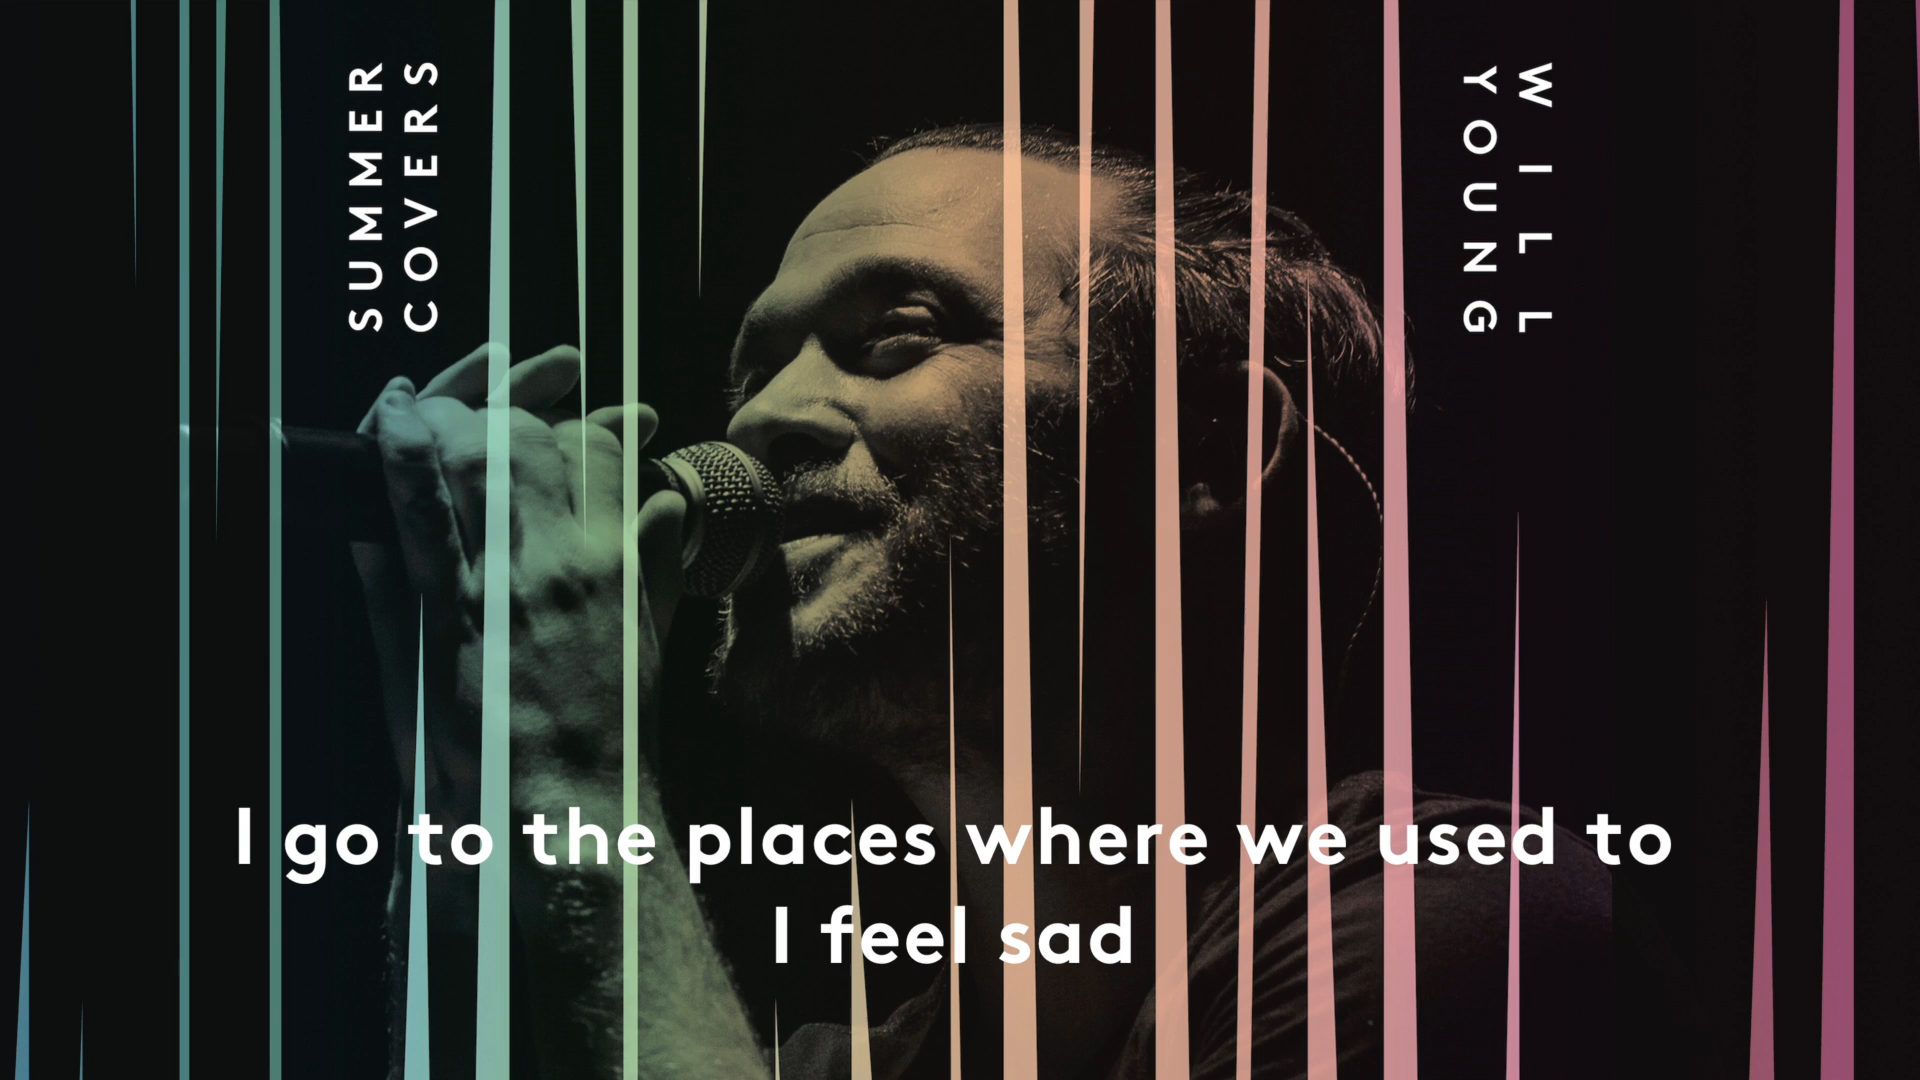 SUMMER
COVERS
WILL
YOUNG
I go to the places where we used to
I feel sad